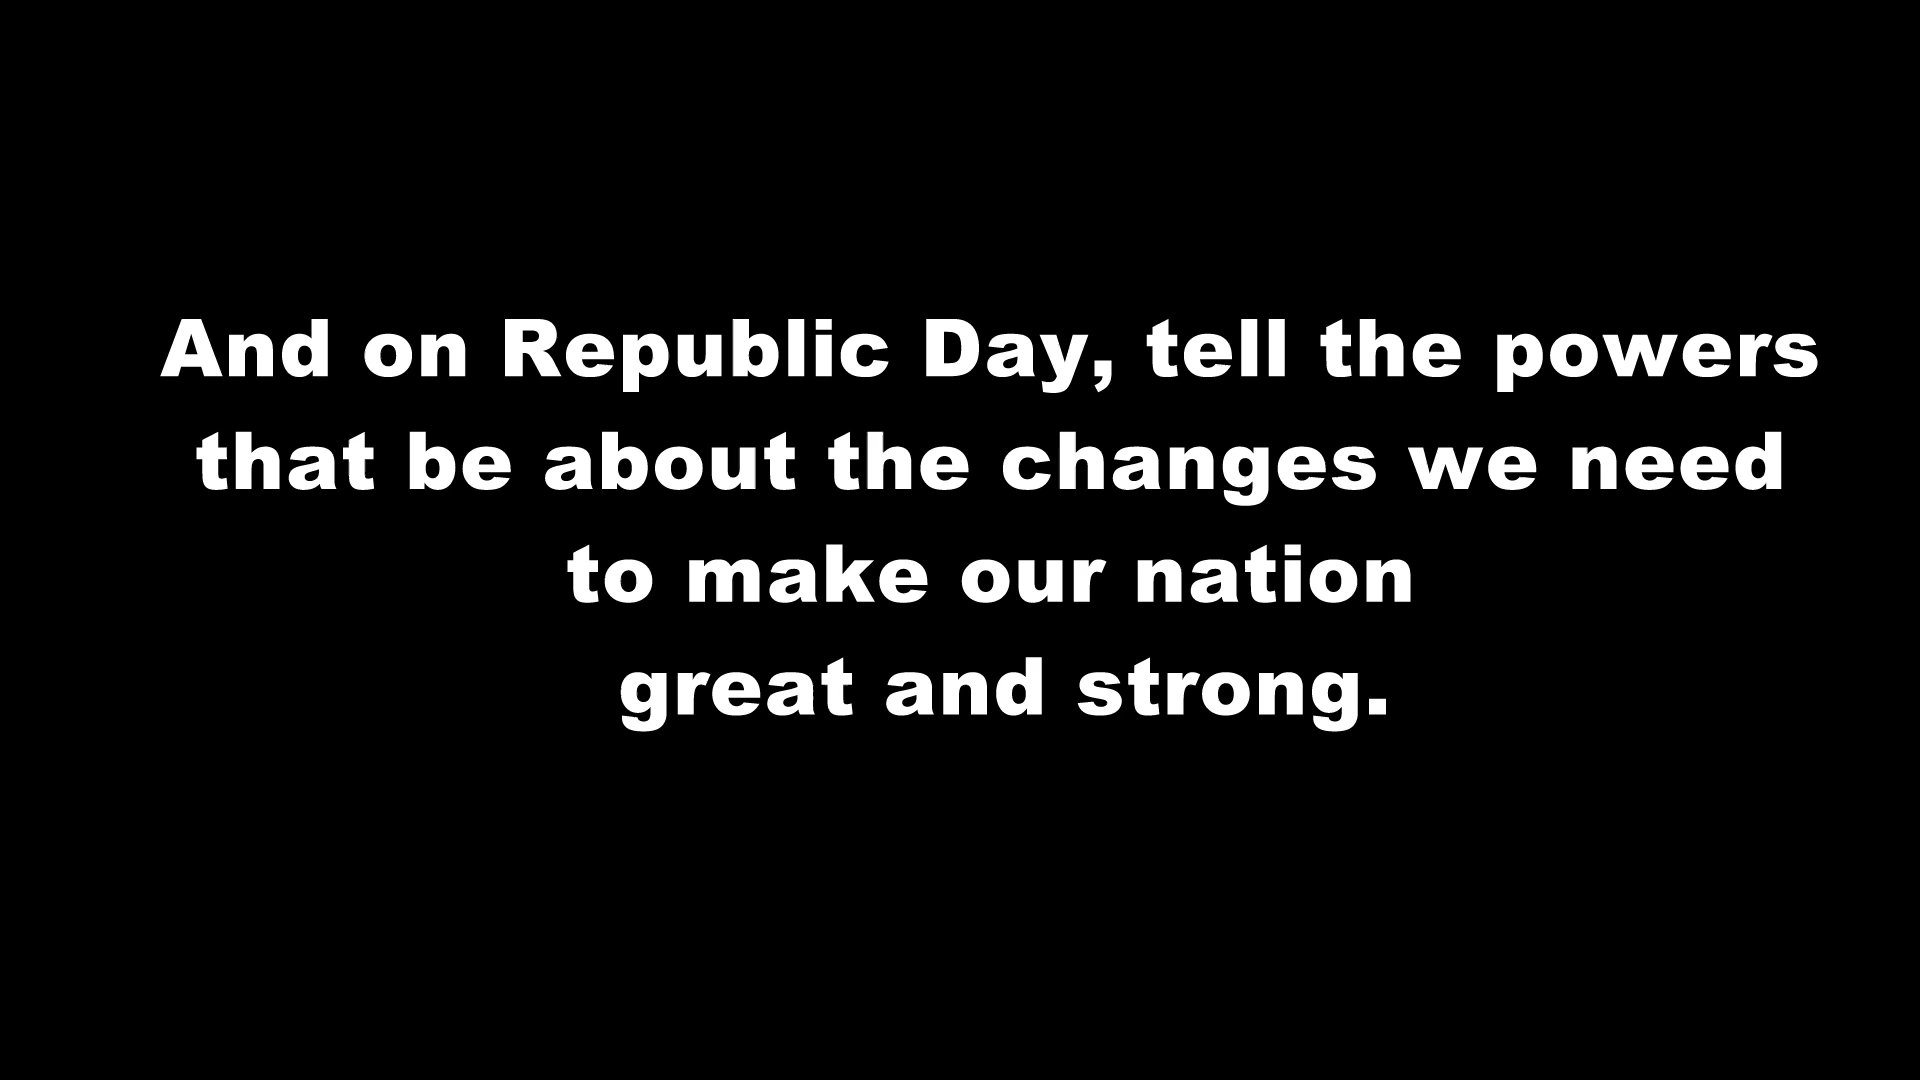 And on Republic Day, tell the powers
that be about the changes we need
to make our nation
great and strong.